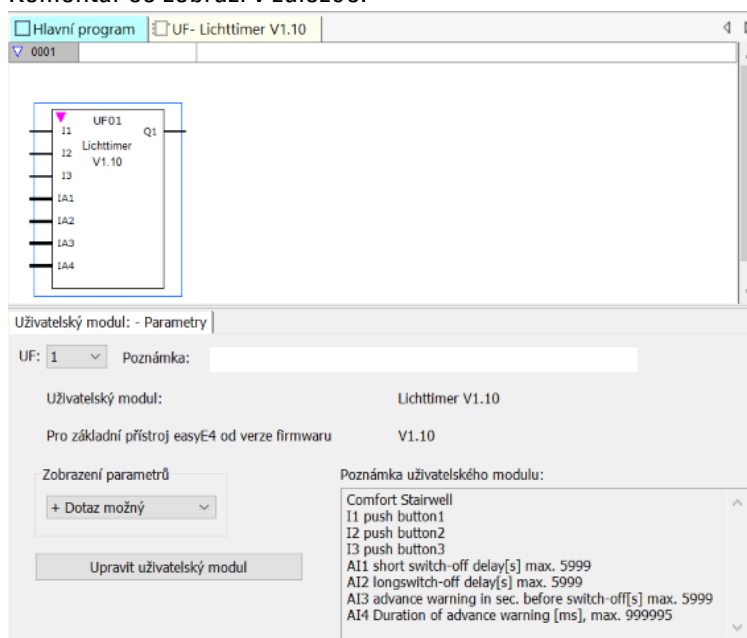 Hlavní program
UF- Lichttimer V1.10
0001
UF01
I1
Q1
I2
Lichttimer
V1.10
I3
IA1
IA2
IA3
IA4
Uživatelský modul: - Parametry
UF: 1 Poznámka:
Uživatelský modul: Lichttimer V1.10
Pro základní přístroj easyE4 od verze firmwaru V1.10
Zobrazení parametrů
+ Dotaz možný
Upravit uživatelský modul
Poznámka uživatelského modulu:
Comfort Stairwell
I1 push button1
I2 push button2
I3 push button3
AI1 short switch-off delay[s] max. 5999
AI2 longswitch-off delay[s] max. 5999
AI3 advance warning in sec. before switch-off[s] max. 5999
AI4 Duration of advance warning [ms], max. 999995